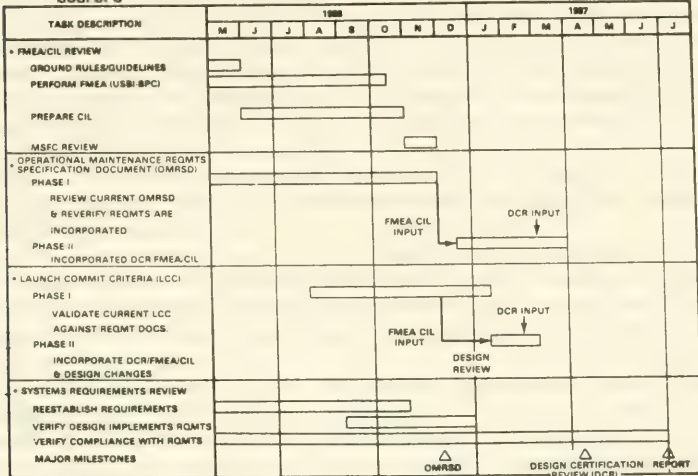 TASK DESCRIPTION
1986
1987
M J J A S O N D J F M A M J J
• FMEA/CIL REVIEW
GROUND RULES/GUIDELINES
PERFORM FMEA (USBI-BPC)
PREPARE CIL
MSFC REVIEW
• OPERATIONAL MAINTENANCE REQMTS
SPECIFICATION DOCUMENT (OMRSD)
PHASE I
REVIEW CURRENT OMRSD
& REVERIFY REQMTS ARE
INCORPORATED
PHASE II
INCORPORATED DCR FMEA/CIL
FMEA CIL
INPUT
DCR INPUT
• LAUNCH COMMIT CRITERIA (LCC)
PHASE I
VALIDATE CURRENT LCC
AGAINST REQMT DOCS.
PHASE II
INCORPORATE DCR/FMEA/CIL
& DESIGN CHANGES
FMEA CIL
INPUT
DCR INPUT
DESIGN
REVIEW
• SYSTEMS REQUIREMENTS REVIEW
REESTABLISH REQUIREMENTS
VERIFY DESIGN IMPLEMENTS RQMTS
VERIFY COMPLIANCE WITH RQMTS
MAJOR MILESTONES
OMRSD
DESIGN CERTIFICATION
REVIEW (DCR)
REPORT